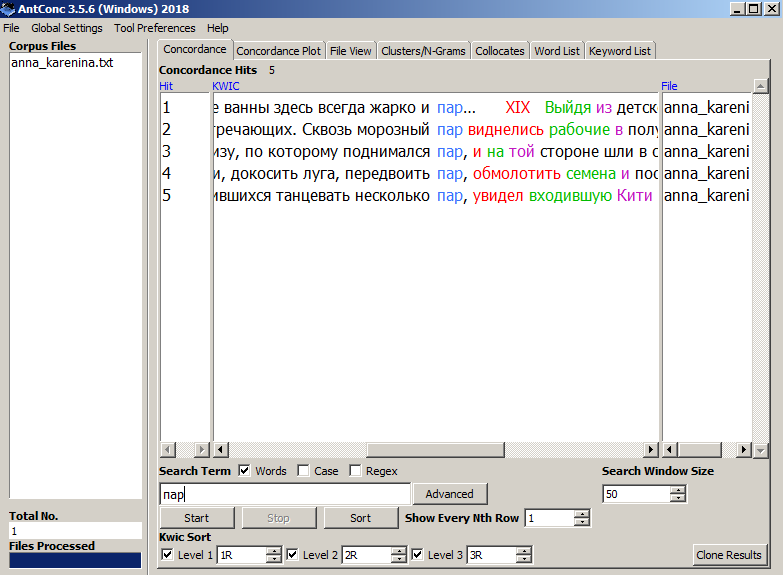 AntConc 3.5.6 (Windows) 2018
File Global Settings Tool Preferences Help
Corpus Files
anna_karenina.txt
Concordance Concordance Plot File View Clusters/N-Grams Collocates Word List Keyword List
Concordance Hits 5
Hit KWIC File
1 е ванны здесь всегда жарко и пар... XIX Выйдя из детск anna_kareni
2 тречающих. Сквозь морозный пар виднелись рабочие в полу anna_kareni
3 изу, по которому поднимался пар, и на той стороне шли в с anna_kareni
4 и, докосить луга, передвоить пар, обмолотить семена и пос anna_kareni
5 ившихся танцевать несколько пар, увидел входившую Кити anna_kareni
Search Term Words Case Regex Search Window Size
пар Advanced 50
Start Stop Sort Show Every Nth Row 1
Kwic Sort
Level 1 1R Level 2 2R Level 3 3R Clone Results
Total No.
1
Files Processed